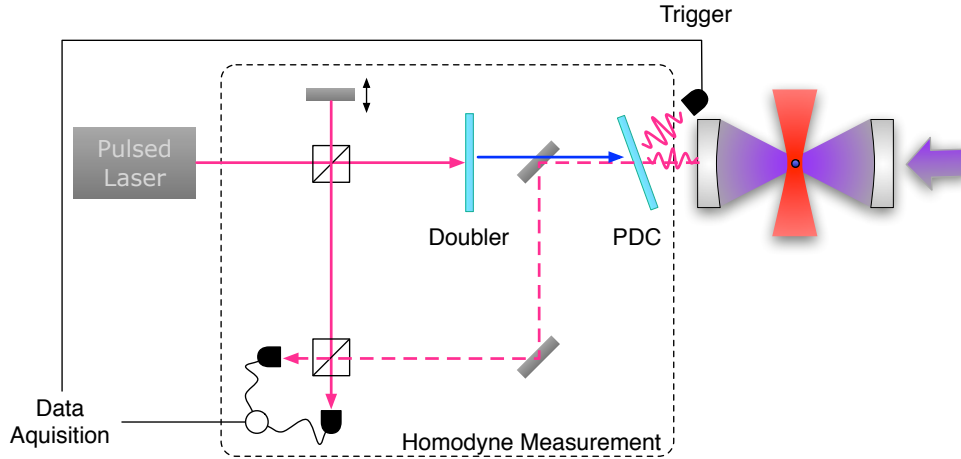 Trigger
Pulsed
Laser
Doubler
PDC
Data
Aquisition
Homodyne Measurement